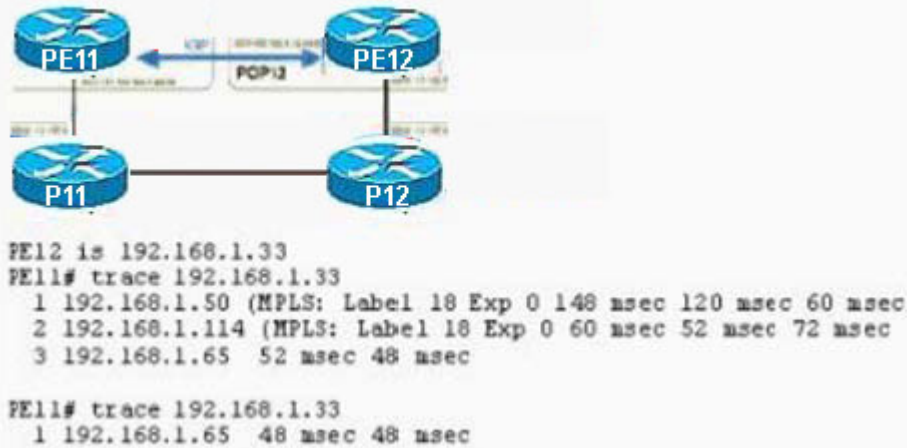 PE11
PE12
POP12
P11
P12
PE12 is 192.168.1.33
PE11# trace 192.168.1.33
1 192.168.1.50 (MPLS: Label 18 Exp 0 148 msec 120 msec 60 msec
2 192.168.1.114 (MPLS: Label 18 Exp 0 60 msec 52 msec 72 msec
3 192.168.1.65 52 msec 48 msec
PE11# trace 192.168.1.33
1 192.168.1.65 48 msec 48 msec